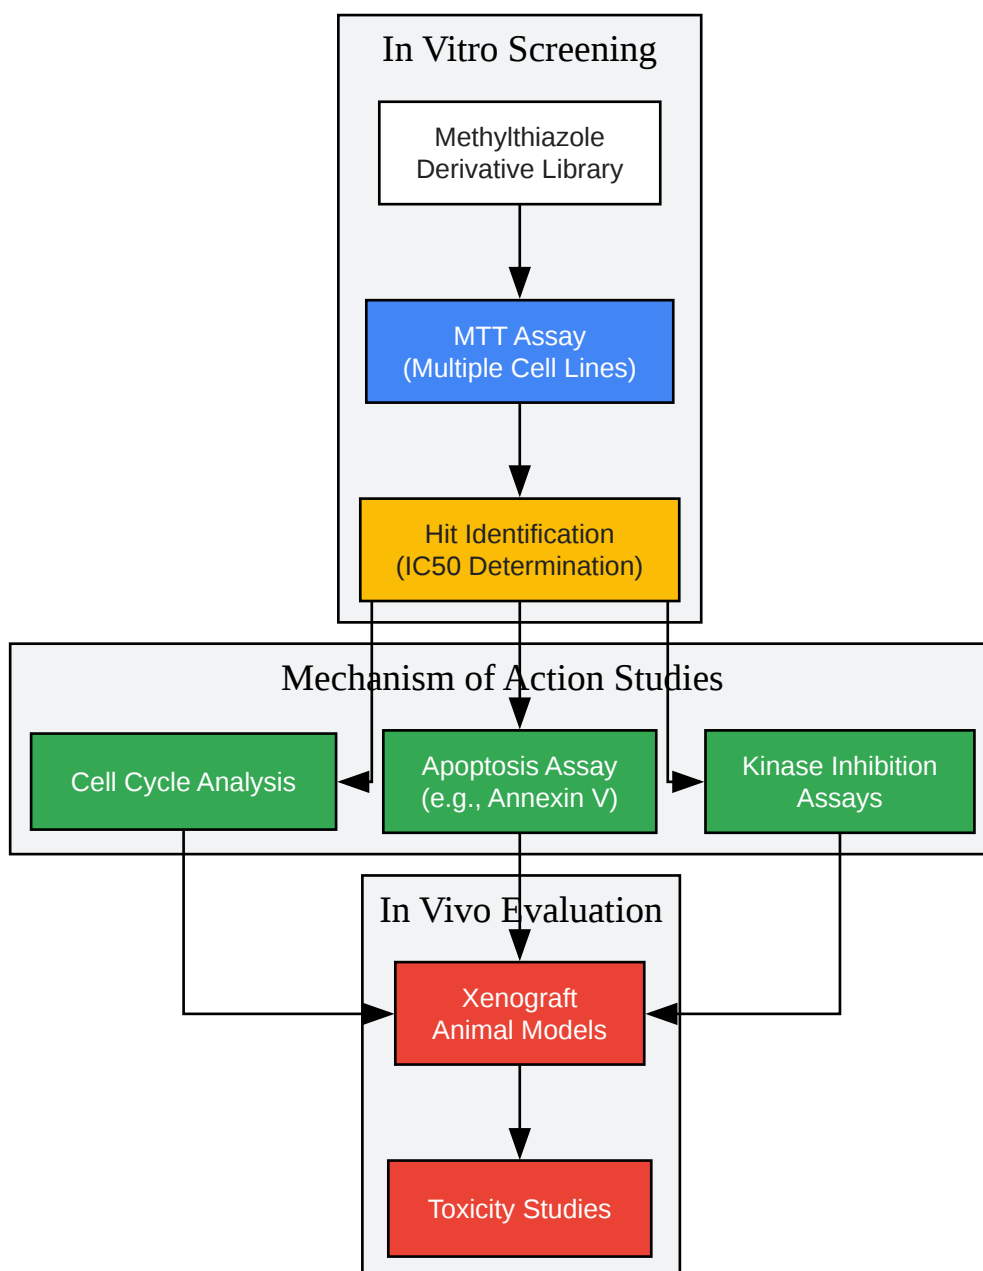 In Vitro Screening
Methylthiazole
Derivative Library
MTT Assay
(Multiple Cell Lines)
Hit Identification
(IC50 Determination)
Mechanism of Action Studies
Cell Cycle Analysis
Apoptosis Assay
(e.g., Annexin V)
Kinase Inhibition
Assays
In Vivo Evaluation
Xenograft
Animal Models
Toxicity Studies